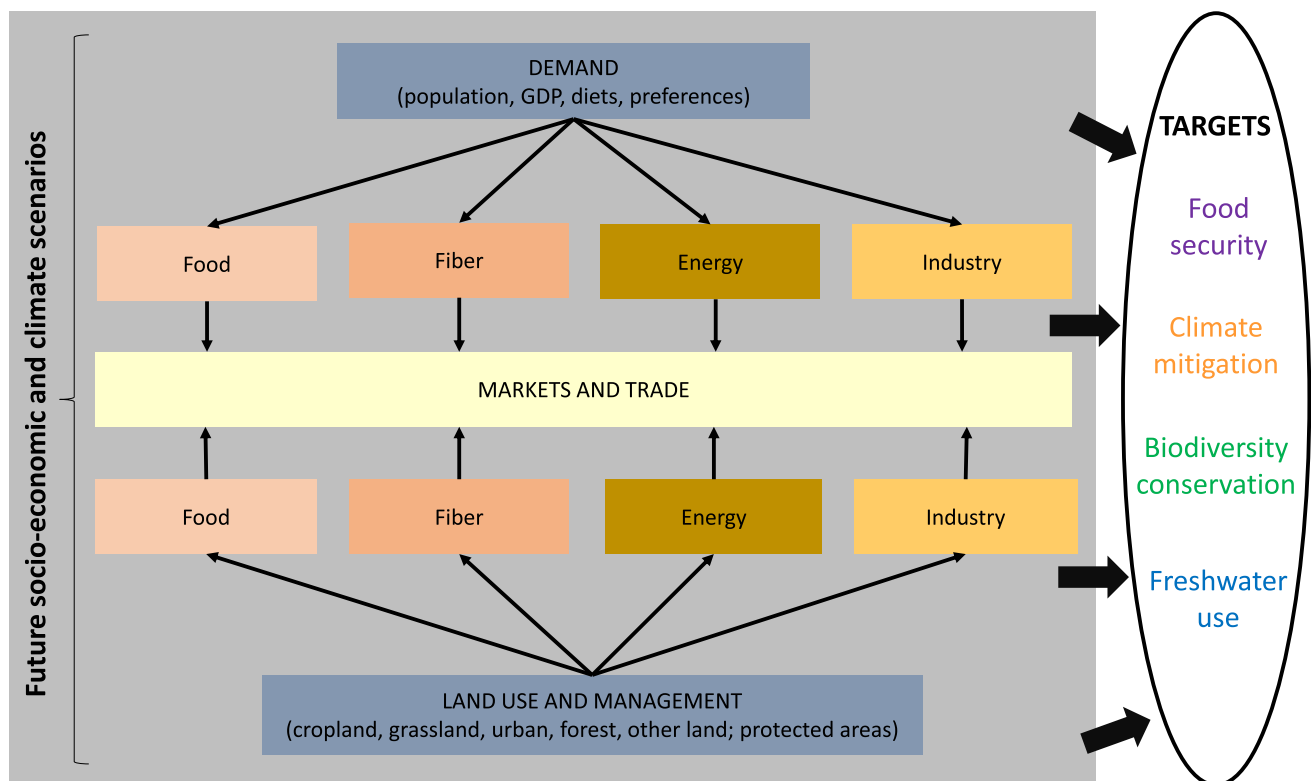 Future socio-economic and climate scenarios
DEMAND
(population, GDP, diets, preferences)
Food
Fiber
Energy
Industry
MARKETS AND TRADE
Food
Fiber
Energy
Industry
LAND USE AND MANAGEMENT
(cropland, grassland, urban, forest, other land; protected areas)
TARGETS
Food
security
Climate
mitigation
Biodiversity
conservation
Freshwater
use